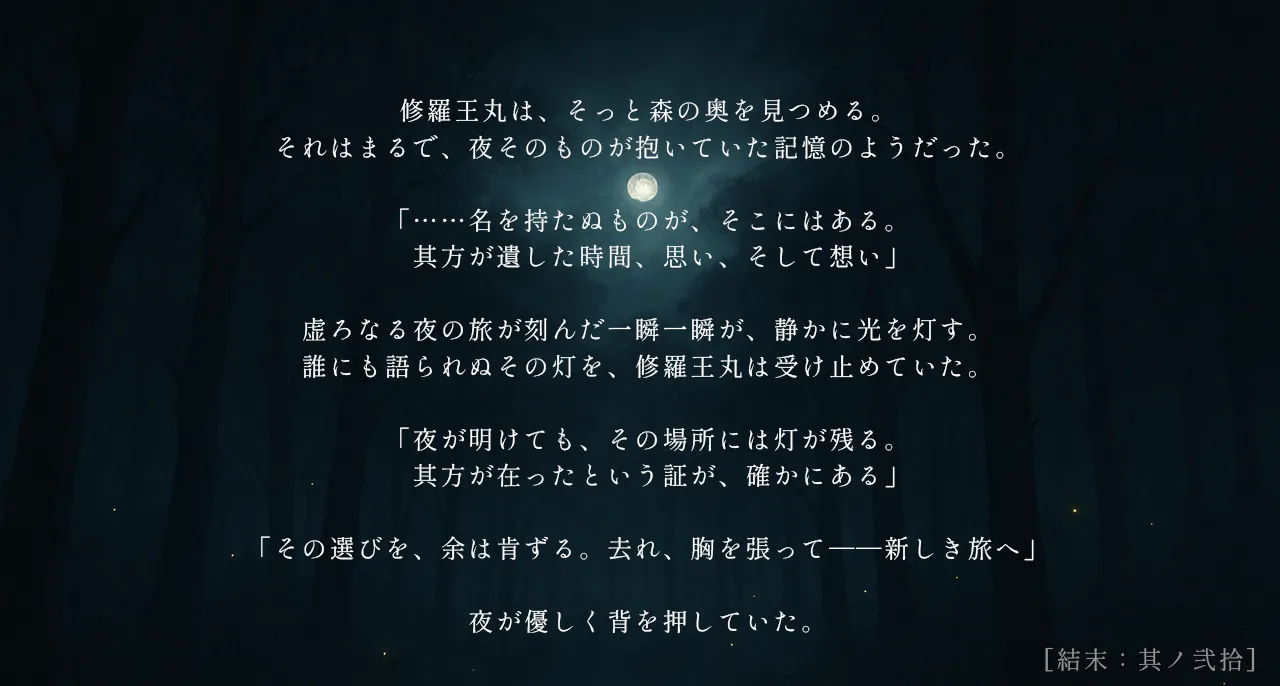 修羅王丸は、そっと森の奥を見つめる。
それはまるで、夜そのものが抱いていた記憶のようだった。
「……名を持たぬものが、そこにはある。
其方が遺した時間、思い、そして想い」
虚ろなる夜の旅が刻んだ一瞬一瞬が、静かに光を灯す。
誰にも語られぬその灯を、修羅王丸は受け止めていた。
「夜が明けても、その場所には灯が残る。
其方が在ったという証が、確かにある」
「その選びを、余は肯ずる。去れ、胸を張って――新しき旅へ」
夜が優しく背を押していた。
[結末：其ノ弐拾]